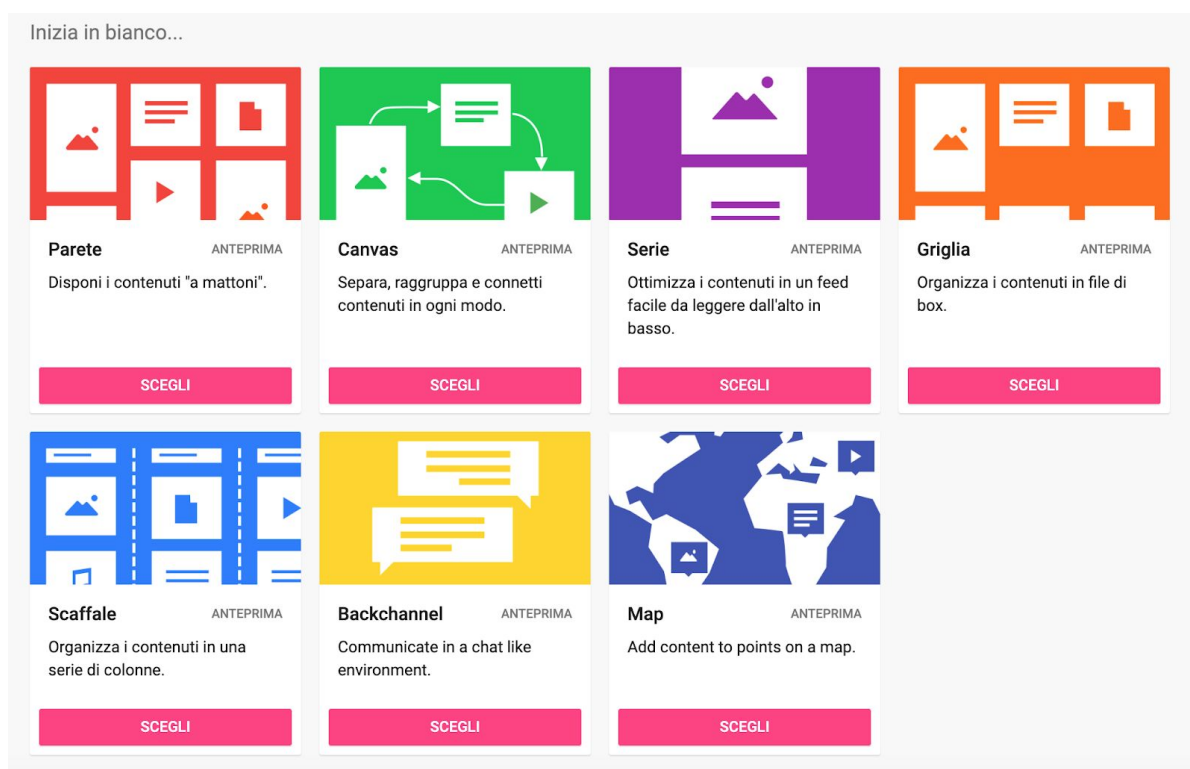 Inizia in bianco...
Parete
ANTEPRIMA
Disponi i contenuti "a mattoni".
SCEGLI
Canvas
ANTEPRIMA
Separa, raggruppa e connetti
contenuti in ogni modo.
SCEGLI
Serie
ANTEPRIMA
Ottimizza i contenuti in un feed
facile da leggere dall'alto in
basso.
SCEGLI
Griglia
ANTEPRIMA
Organizza i contenuti in file di
box.
SCEGLI
Scaffale
ANTEPRIMA
Organizza i contenuti in una
serie di colonne.
SCEGLI
Backchannel
ANTEPRIMA
Communicate in a chat like
environment.
SCEGLI
Map
ANTEPRIMA
Add content to points on a map.
SCEGLI